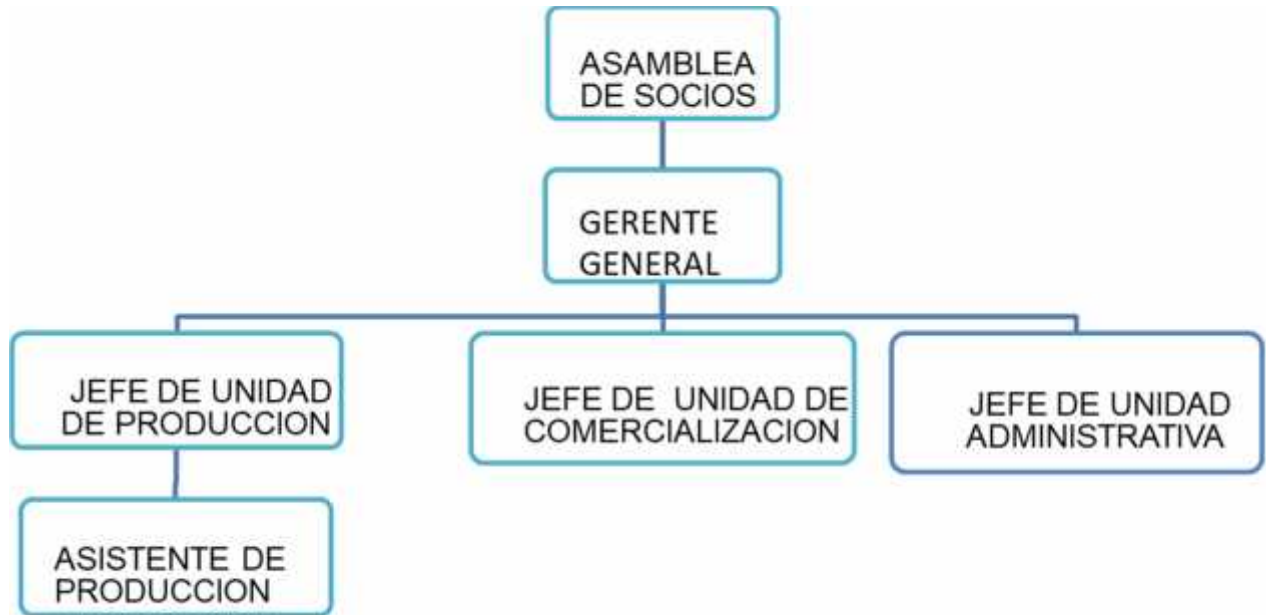 ASAMBLEA
DE SOCIOS
GERENTE
GENERAL
JEFE DE UNIDAD
DE PRODUCCION
JEFE DE UNIDAD DE
COMERCIALIZACION
JEFE DE UNIDAD
ADMINISTRATIVA
ASISTENTE DE
PRODUCCION